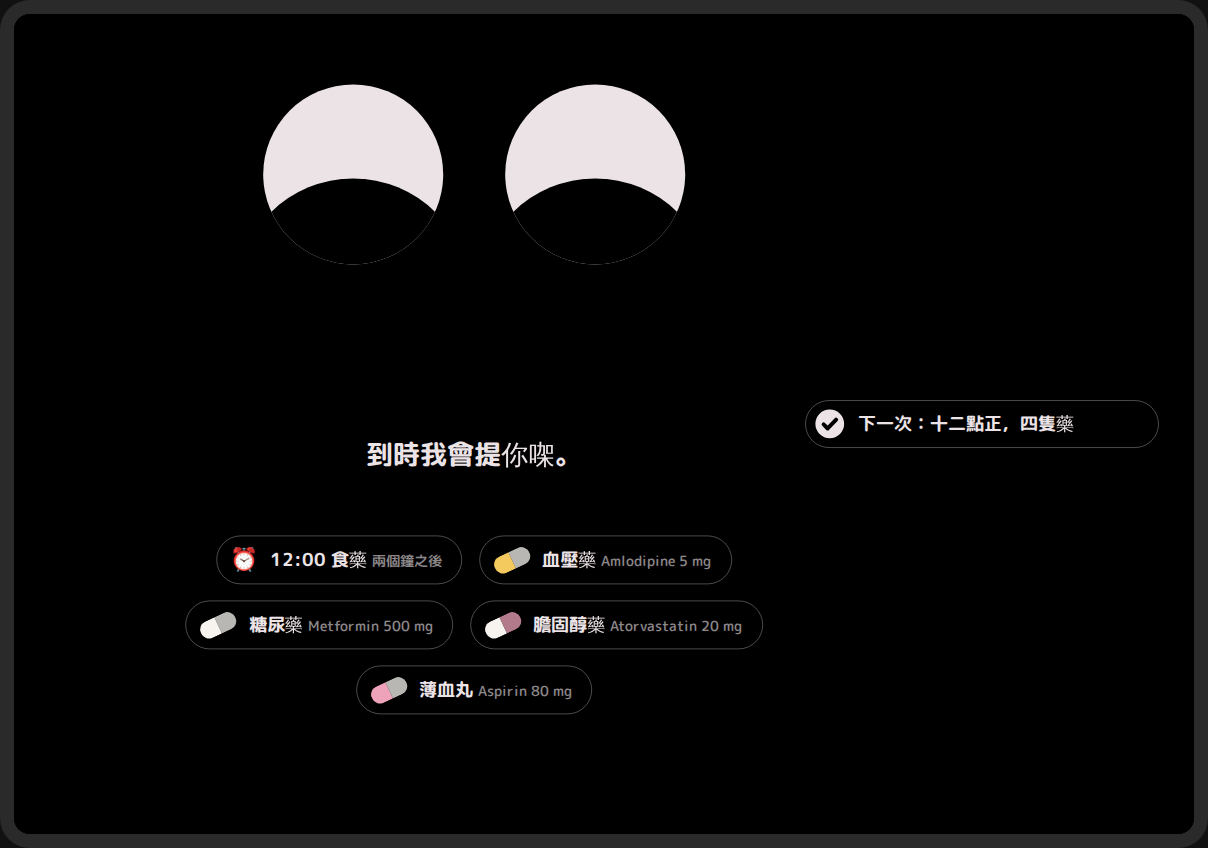 下一次：十二點正，四隻藥
到時我會提你㗎。
12:00 食藥 兩個鐘之後
血壓藥 Amlodipine 5 mg
糖尿藥 Metformin 500 mg
膽固醇藥 Atorvastatin 20 mg
薄血丸 Aspirin 80 mg